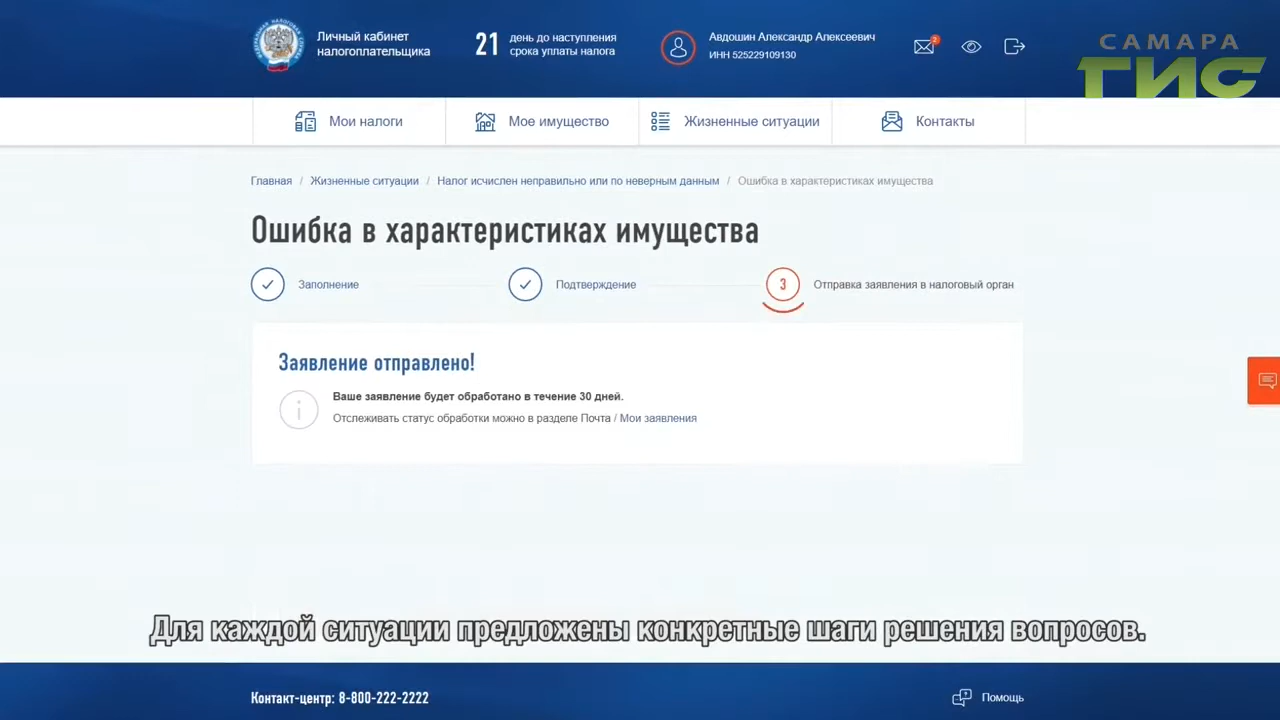 Личный кабинет
налогоплательщика
21 день до наступления
срока уплаты налога
Авдошин Александр Алексеевич
ИНН 525229109130
2
САМАРА
ГИС
Мои налоги
Мое имущество
Жизненные ситуации
Контакты
Главная / Жизненные ситуации / Налог исчислен неправильно или по неверным данным / Ошибка в характеристиках имущества
Ошибка в характеристиках имущества
Заполнение
Подтверждение
3 Отправка заявления в налоговый орган
Заявление отправлено!
Ваше заявление будет обработано в течение 30 дней.
Отслеживать статус обработки можно в разделе Почта / Мои заявления
Для каждой ситуации предложены конкретные шаги решения вопросов.
Контакт-центр: 8-800-222-2222
Помощь